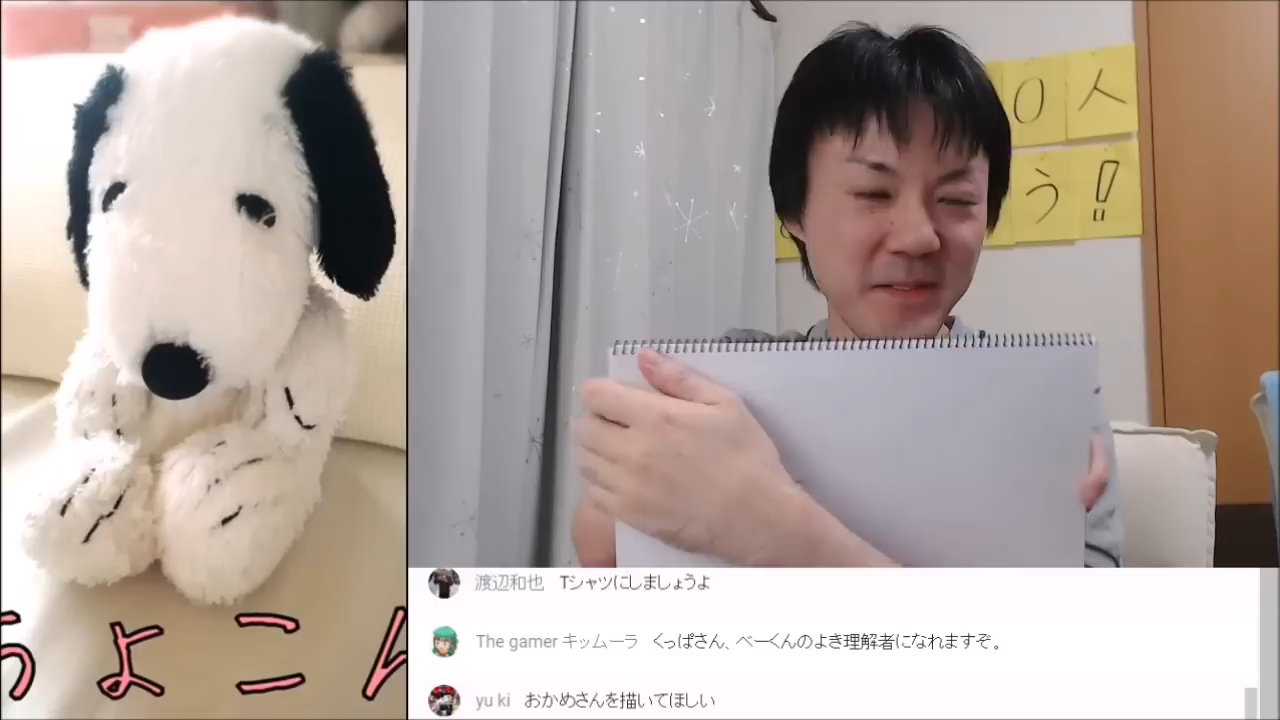 0人
う!!
ょこ
渡辺和也 Tシャツにしましょうよ
The gamer キッムーラ くっぱさん、べーくんのよき理解者になれますぞ。
yu ki おかめさんを描いてほしい